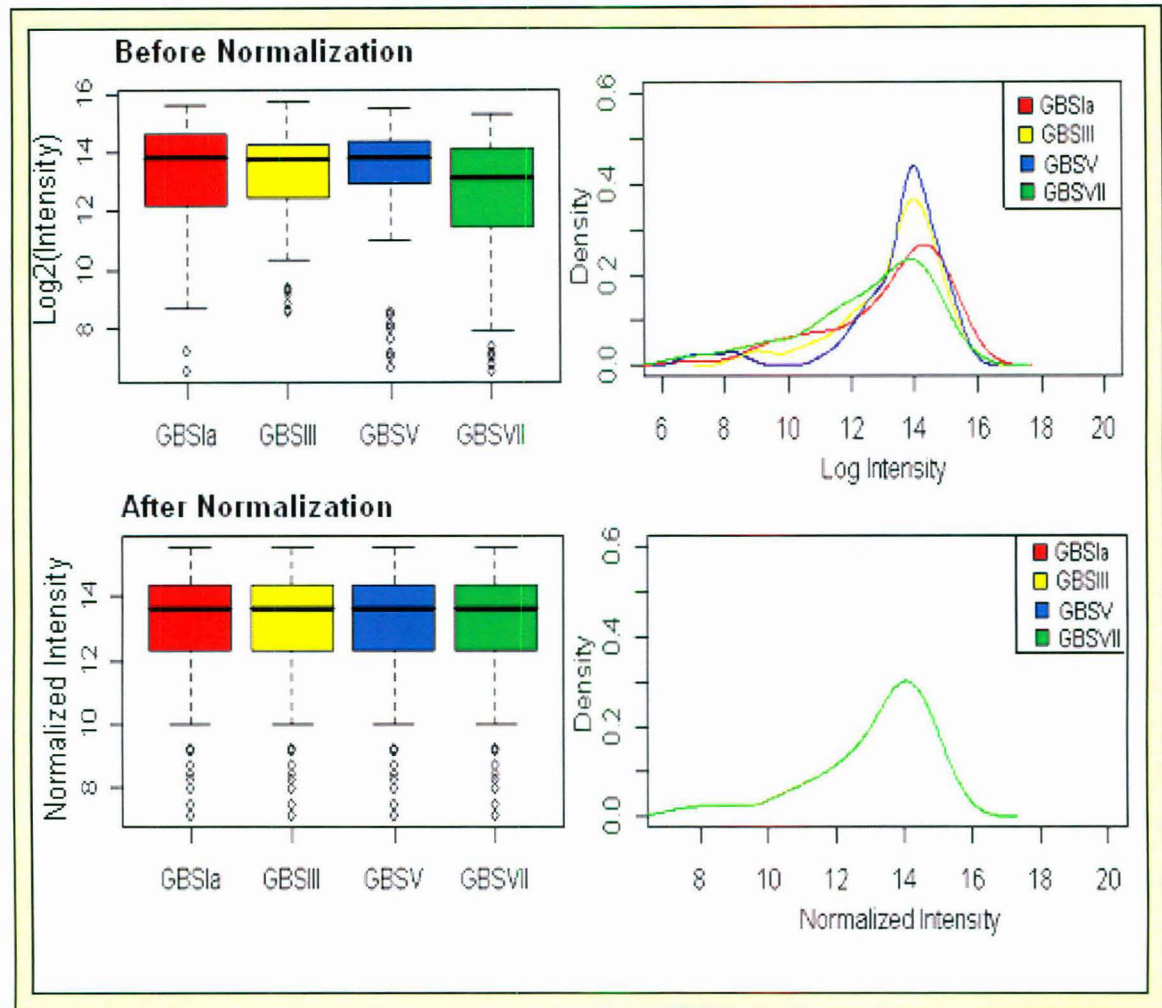 Before Normalization
Log2(Intensity)
16
14
12
10
8
GBSIa
GBSIII
GBSV
GBSVII
Density
0.6
0.4
0.2
0.0
GBSIa
GBSIII
GBSV
GBSVII
6 8 10 12 14 16 18 20
Log Intensity
After Normalization
Normalized Intensity
14
12
10
8
GBSIa
GBSIII
GBSV
GBSVII
Density
0.6
0.4
0.2
0.0
GBSIa
GBSIII
GBSV
GBSVII
8 10 12 14 16 18 20
Normalized Intensity